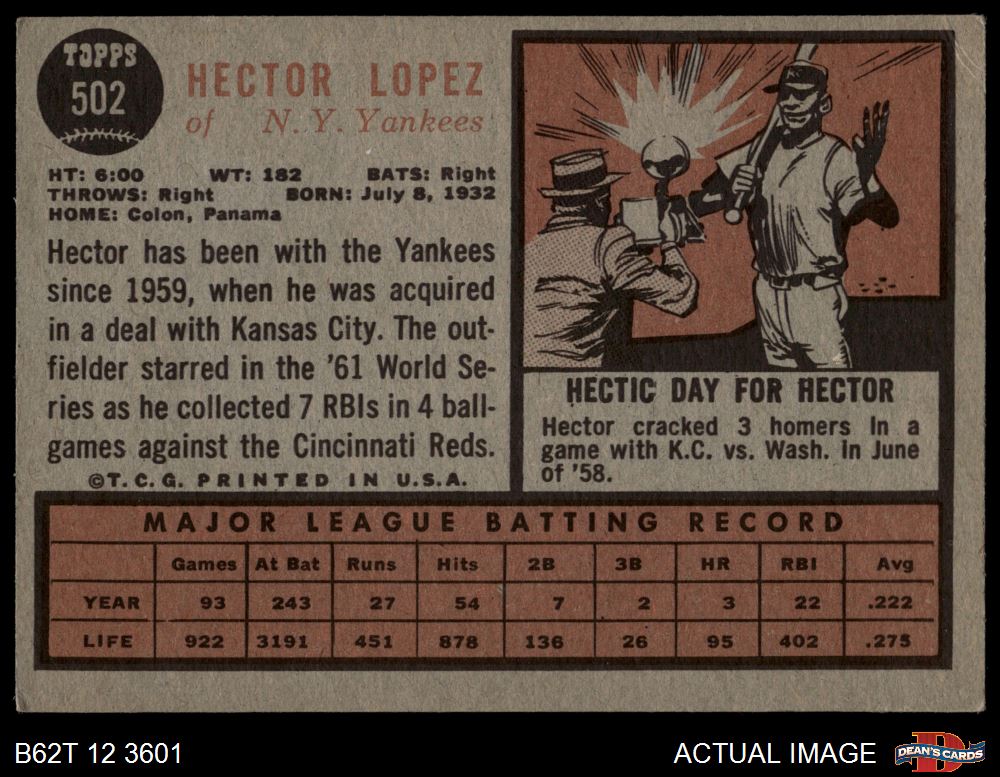 TOPPS
502
HECTOR LOPEZ
of N.Y. Yankees
HT: 6:00 WT: 182 BATS: Right
THROWS: Right BORN: July 8, 1932
HOME: Colon, Panama
Hector has been with the Yankees
since 1959, when he was acquired
in a deal with Kansas City. The out-
fielder starred in the '61 World Se-
ries as he collected 7 RBIs in 4 ball-
games against the Cincinnati Reds.
©T.C.G. PRINTED IN U.S.A.
K
HECTIC DAY FOR HECTOR
Hector cracked 3 homers in a
game with K.C. vs. Wash. in June
of '58.
MAJOR LEAGUE BATTING RECORD
Games At Bat Runs Hits 2B 3B HR RBI Avg
YEAR 93 243 27 54 7 2 3 22 .222
LIFE 922 3191 451 878 136 26 95 402 .275
B62T 12 3601
ACTUAL IMAGE
D
DEAN'S CARDS